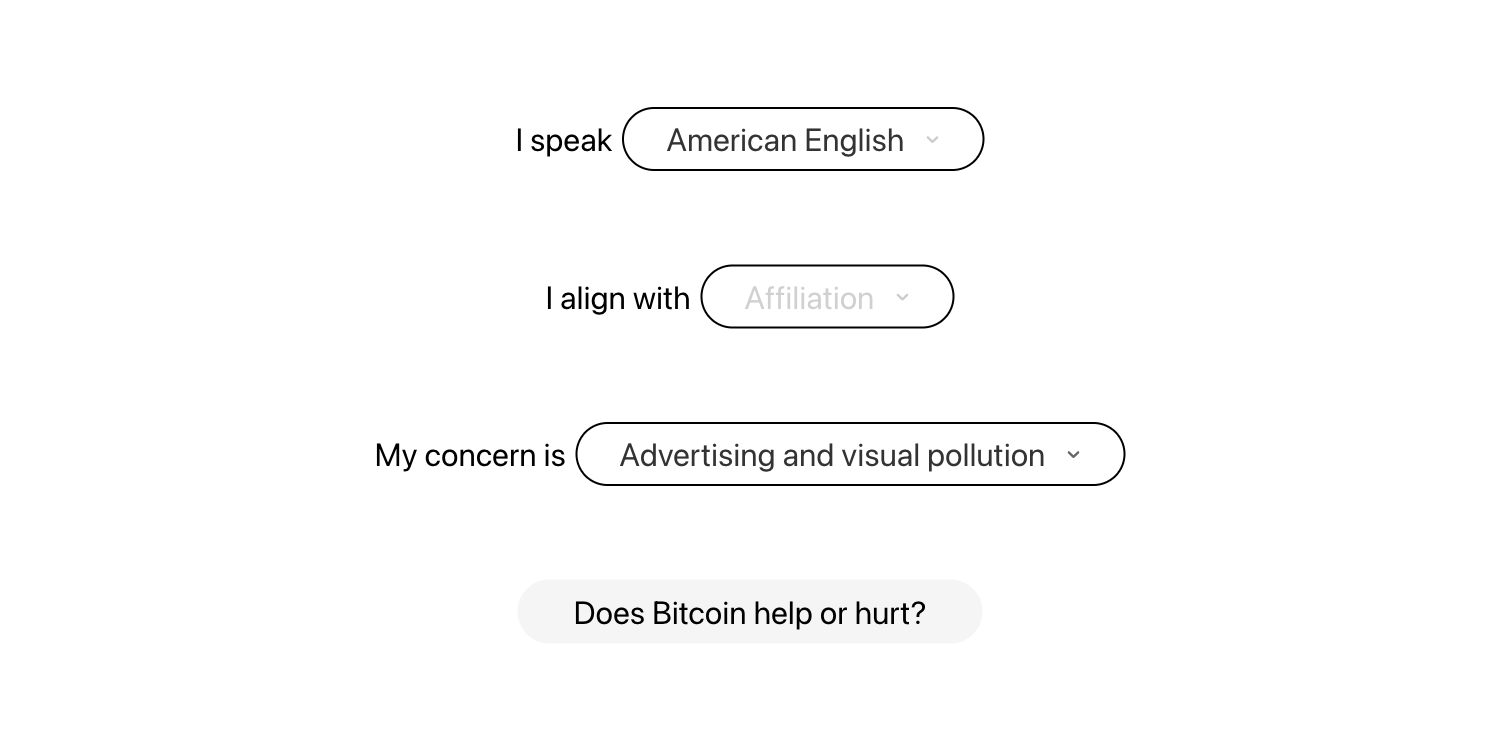 I speak American English
I align with Affiliation
My concern is Advertising and visual pollution
Does Bitcoin help or hurt?